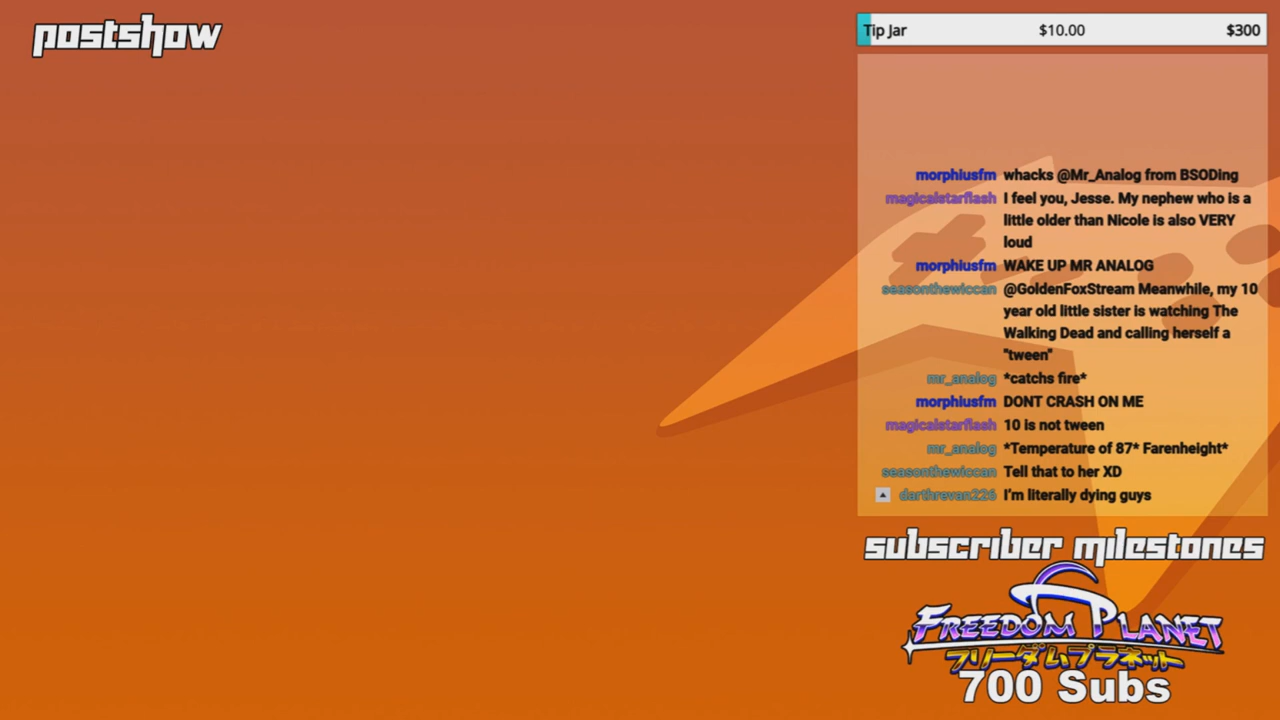 postshow
Tip Jar $10.00 $300
morphiusfm whacks @Mr_Analog from BSODing
magicalstarflash I feel you, Jesse. My nephew who is a
little older than Nicole is also VERY
loud
morphiusfm WAKE UP MR ANALOG
seasonthewiccan @GoldenFoxStream Meanwhile, my 10
year old little sister is watching The
Walking Dead and calling herself a
"tween"
mr_analog *catchs fire*
morphiusfm DONT CRASH ON ME
magicalstarflash 10 is not tween
mr_analog *Temperature of 87* Farenheight*
seasonthewiccan Tell that to her XD
darthrevan226 I'm literally dying guys
subscriber milestones
FREEDOM PLANET
フリーダムプラネット
700 Subs